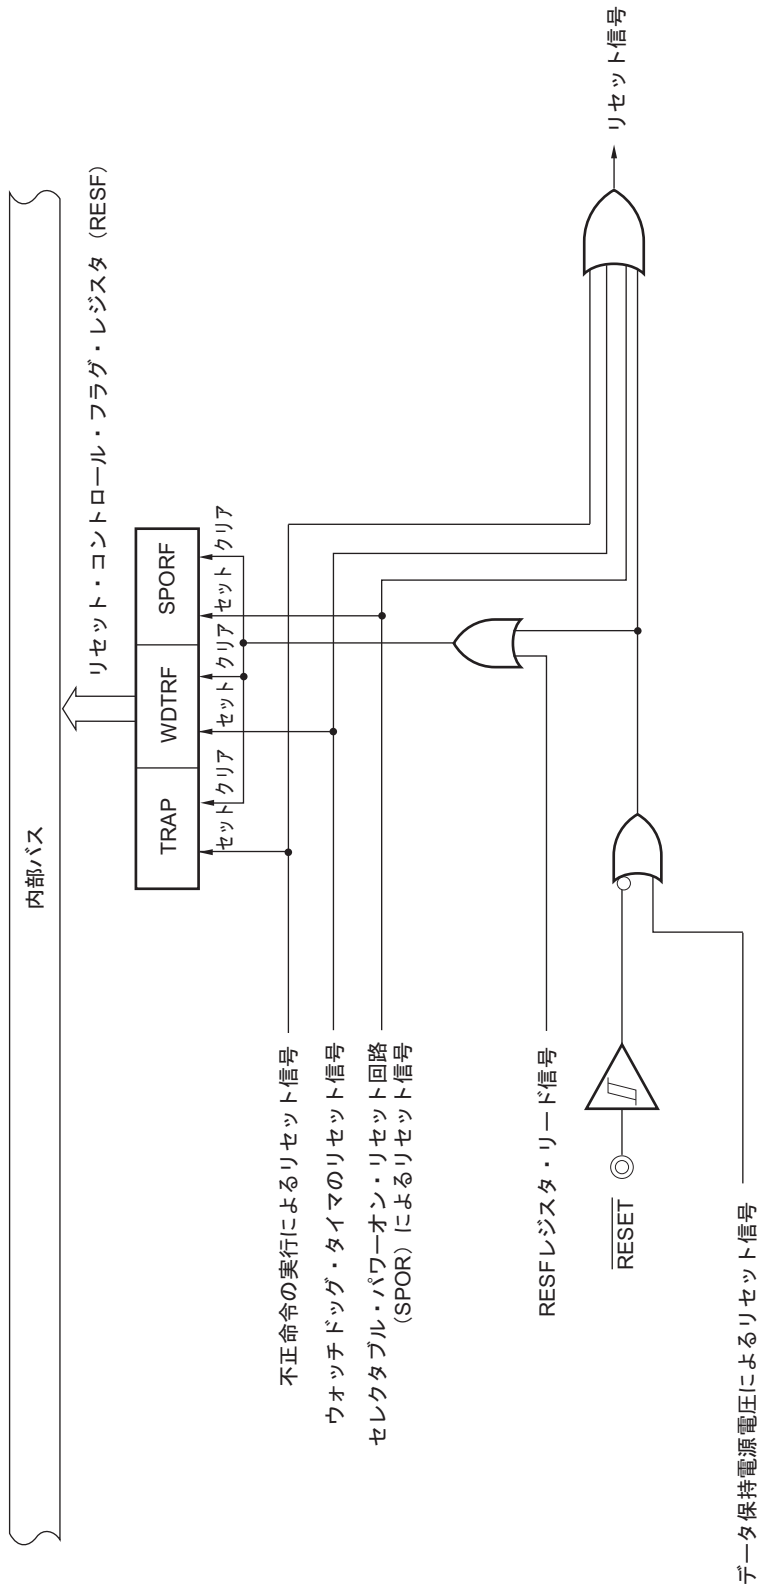 内部バス
リセット・コントロール・フラグ・レジスタ（RESF）
TRAP
WDTRF
SPORF
セット
クリア
セット
クリア
セット
クリア
不正命令の実行によるリセット信号
ウォッチドッグ・タイマのリセット信号
セレクタブル・パワーオン・リセット回路
（SPOR）によるリセット信号
RESFレジスタ・リード信号
RESET
データ保持電源電圧によるリセット信号
リセット信号